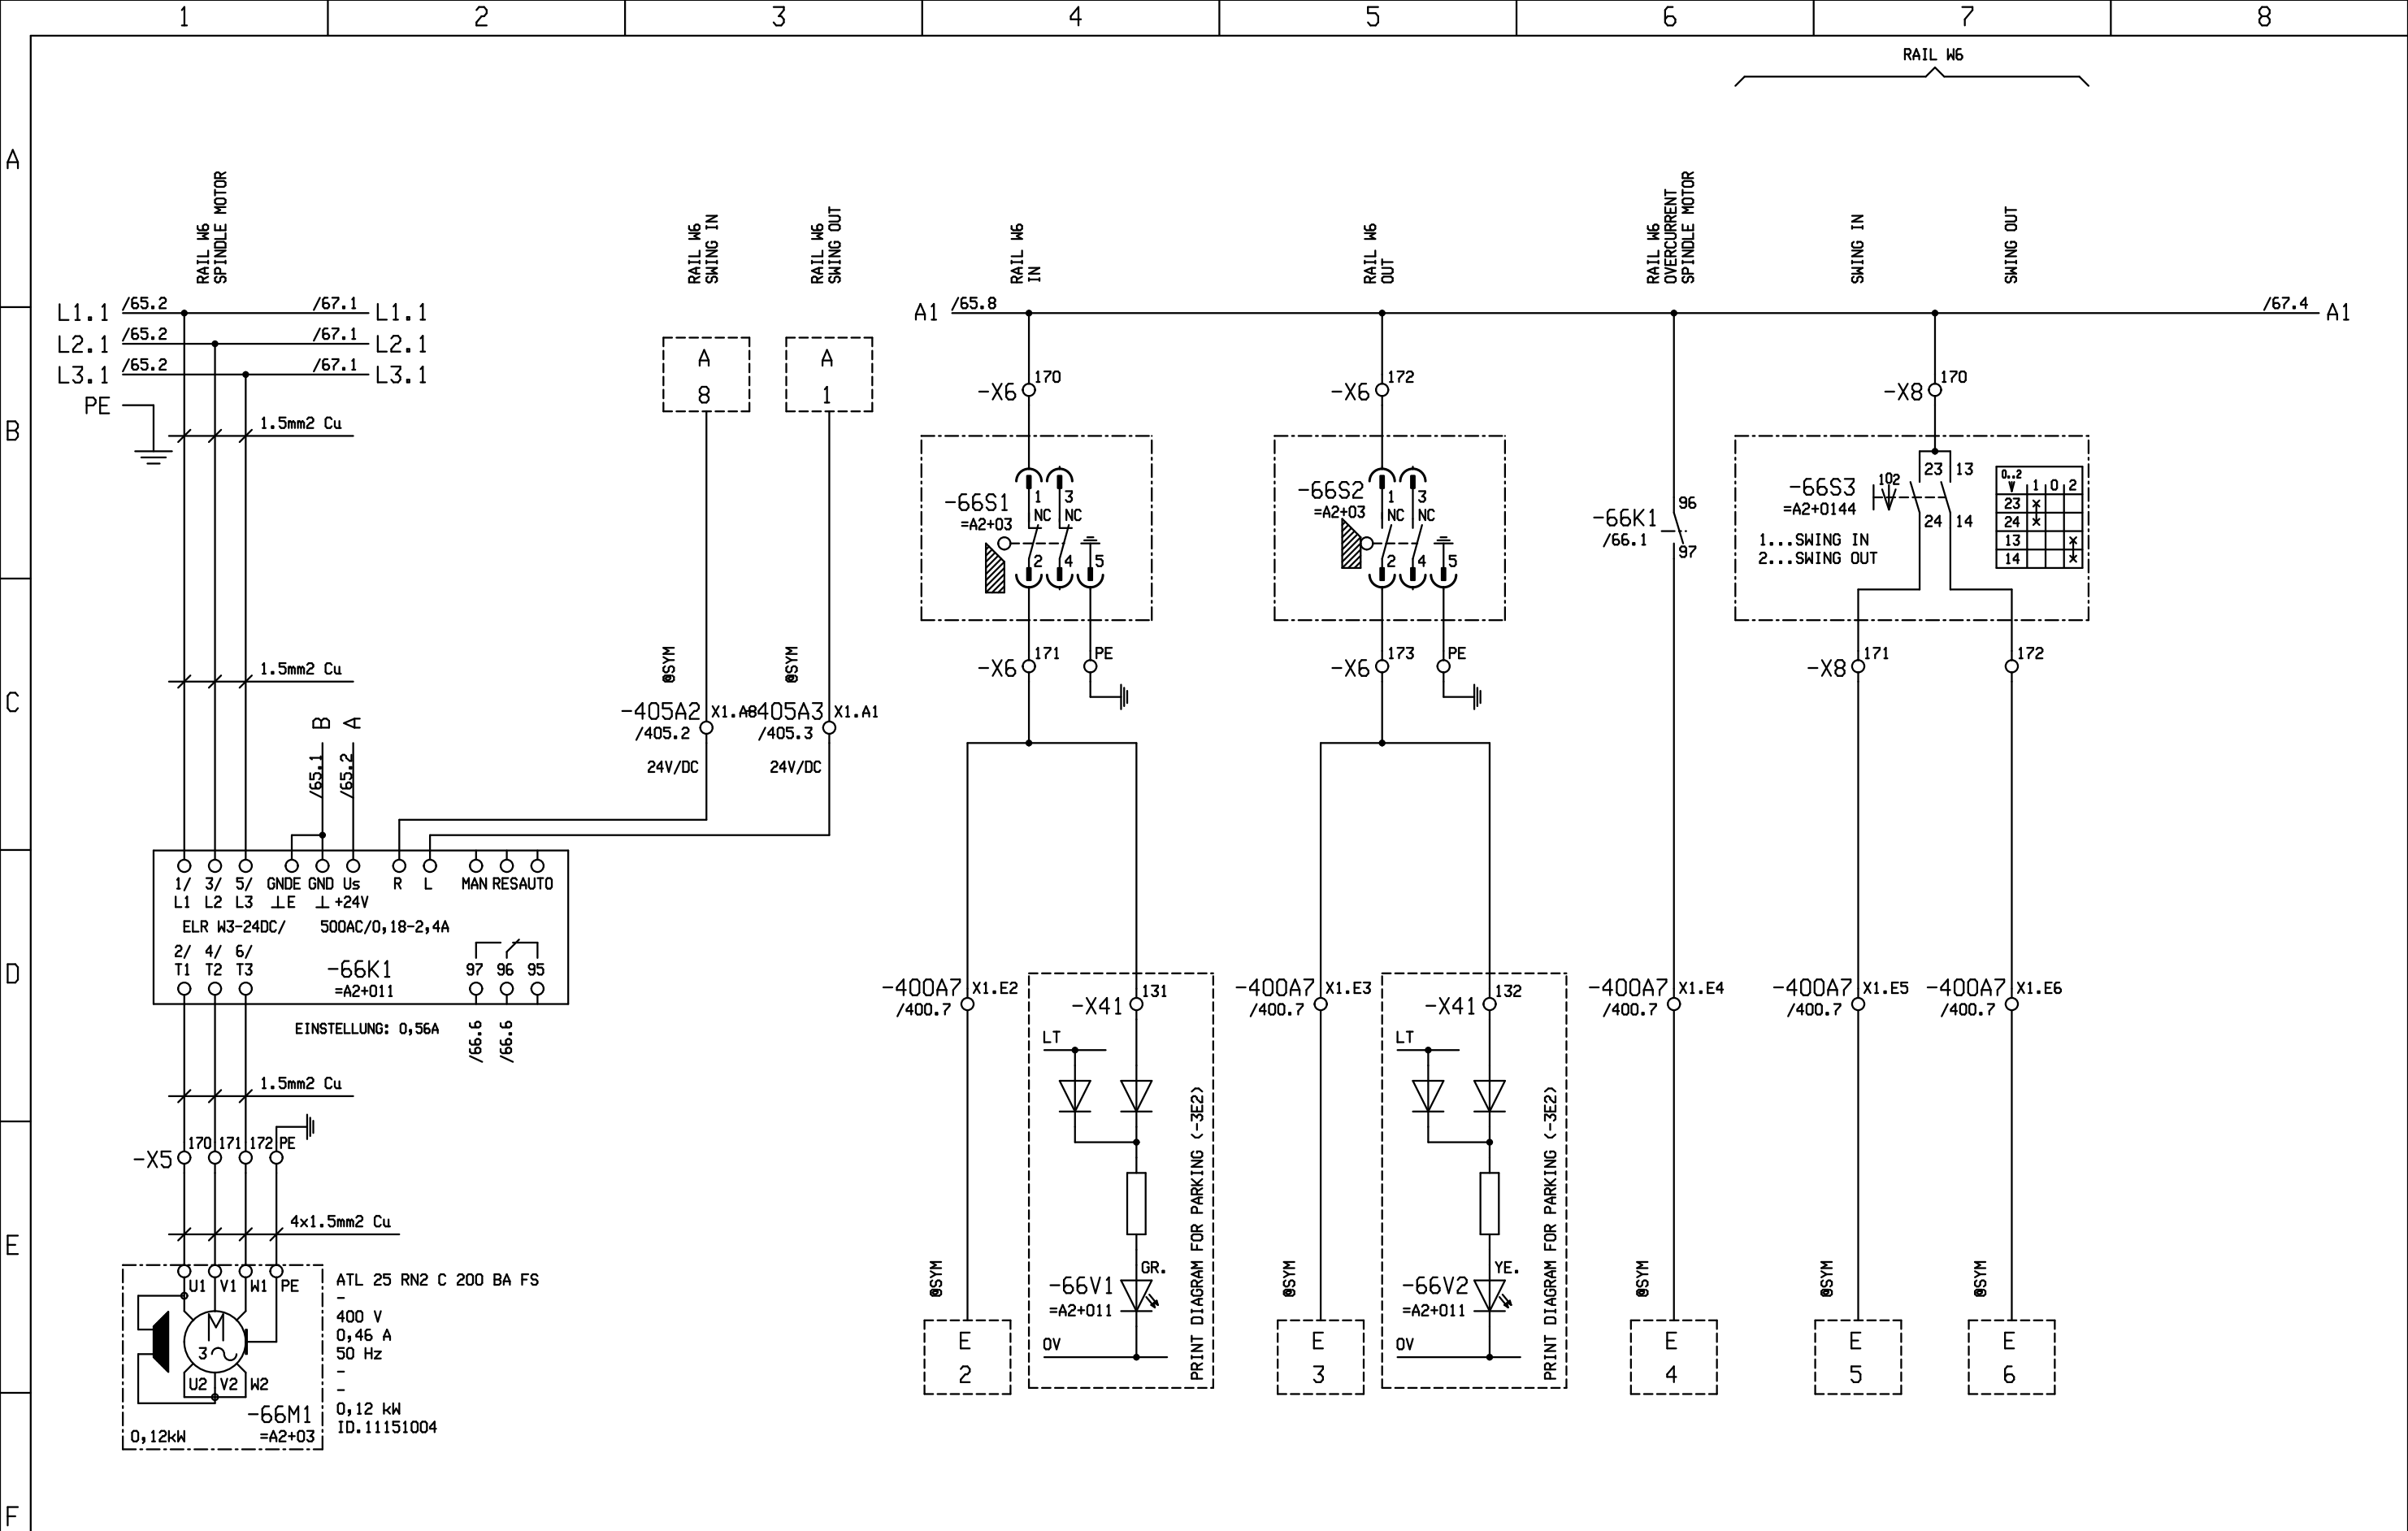 1 2 3 4 5 6 7 8
RAIL W6
A
B
C
D
E
F
RAIL W6
SPINDLE MOTOR
RAIL W6
SWING IN
RAIL W6
SWING OUT
RAIL W6
IN
RAIL W6
OUT
RAIL W6
OVERCURRENT
SPINDLE MOTOR
SWING IN
SWING OUT
L1.1 /65.2 /67.1 L1.1
L2.1 /65.2 /67.1 L2.1
L3.1 /65.2 /67.1 L3.1
PE
1.5mm2 Cu
1.5mm2 Cu
A1 /65.8 /67.4 A1
A
8
A
1
-X6 170
-X6 172
-X8 170
-66S1
=A2+03
1 3
NC NC
2 4 5
-66S2
=A2+03
1 3
NC NC
2 4 5
-66K1
/66.1
96
97
-66S3
=A2+0144
102
23 13
24 14
1...SWING IN
2...SWING OUT
0..2 1 0 2
23 x
24 x
13 x
14 x
-X6 171 PE
-X6 173 PE
-X8 171
172
@SYM
@SYM
-405A2 X1.A8
/405.2
24V/DC
-405A3 X1.A1
/405.3
24V/DC
B A
/65.1
/65.2
1/ 3/ 5/ GNDE GND Us R L MAN RES AUTO
L1 L2 L3 ⊥E ⊥ +24V
ELR W3-24DC/ 500AC/0,18-2,4A
2/ 4/ 6/
T1 T2 T3 -66K1 97 96 95
=A2+011
EINSTELLUNG: 0,56A
/66.6
/66.6
1.5mm2 Cu
-X5 170 171 172 PE
4x1.5mm2 Cu
U1 V1 W1 PE
M
3
U2 V2 W2
-66M1
0,12kW =A2+03
ATL 25 RN2 C 200 BA FS
-
400 V
0,46 A
50 Hz
-
-
0,12 kW
ID.11151004
-400A7 X1.E2
/400.7
@SYM
E
2
-X41 131
LT
GR.
-66V1
=A2+011
0V
PRINT DIAGRAM FOR PARKING (-3E2)
-400A7 X1.E3
/400.7
@SYM
E
3
-X41 132
LT
YE.
-66V2
=A2+011
0V
PRINT DIAGRAM FOR PARKING (-3E2)
-400A7 X1.E4
/400.7
@SYM
E
4
-400A7 X1.E5
/400.7
@SYM
E
5
-400A7 X1.E6
/400.7
@SYM
E
6